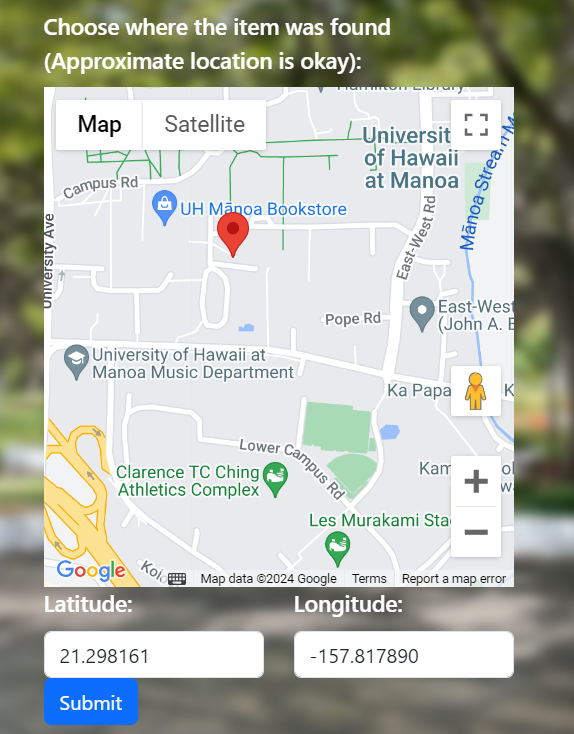 Choose where the item was found
(Approximate location is okay):
Hamilton Library
Map
Satellite
Universit
of Hawaii
at Manoa
Mānoa Stream
Campus Rd
UH Mānoa Bookstore
University Ave
East-West Rd
Pope Rd
East-West
(John A. B
University of Hawaii at
Manoa Music Department
Ka Papa
K
Lower Campus Rd
Clarence TC Ching
Athletics Complex
Kam
Les Murakami Sta
Google
Map data ©2024 Google
Terms
Report a map error
Latitude:
Longitude:
21.298161
-157.817890
Submit